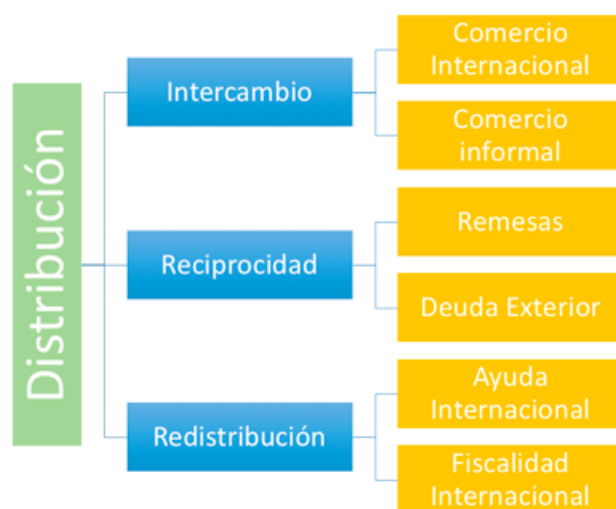 Distribución
Intercambio
Comercio
Internacional
Comercio
informal
Reciprocidad
Remesas
Deuda Exterior
Redistribución
Ayuda
Internacional
Fiscalidad
Internacional